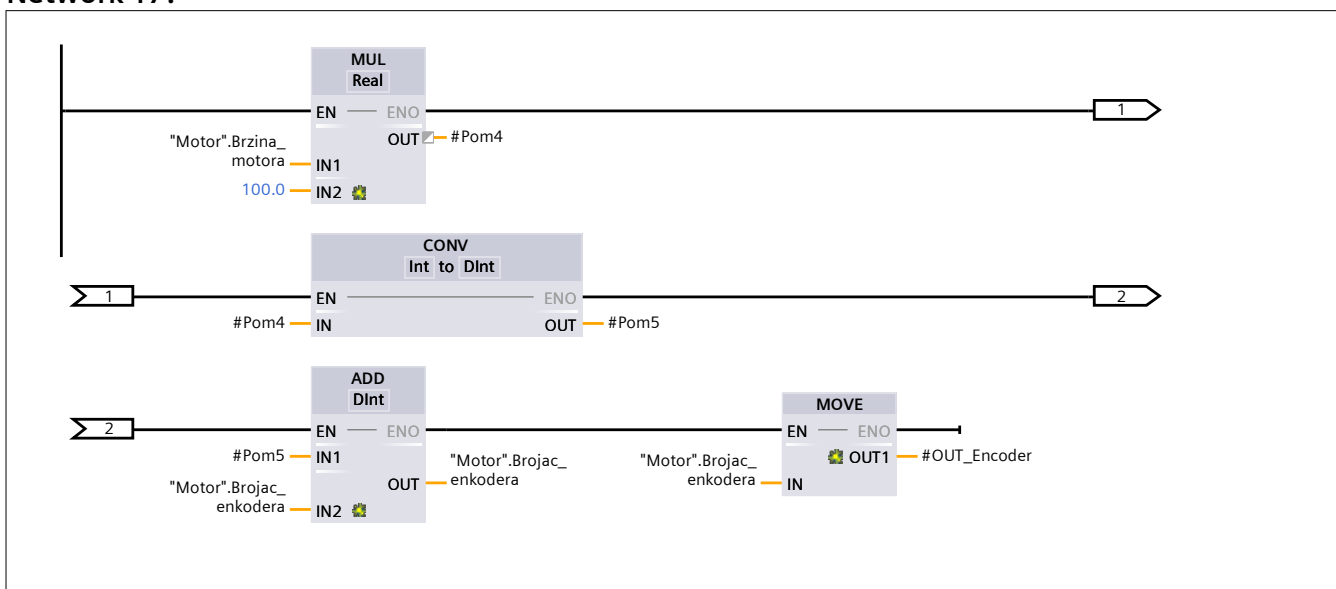 MUL
Real
EN ENO
1
"Motor".Brzina_
motora
OUT
#Pom4
IN1
100.0
IN2
CONV
Int to DInt
1
EN ENO
2
#Pom4
IN
OUT
#Pom5
ADD
DInt
MOVE
2
EN ENO
EN ENO
#Pom5
IN1
OUT1
#OUT_Encoder
"Motor".Brojac_
enkodera
OUT
"Motor".Brojac_
enkodera
IN
"Motor".Brojac_
enkodera
IN2